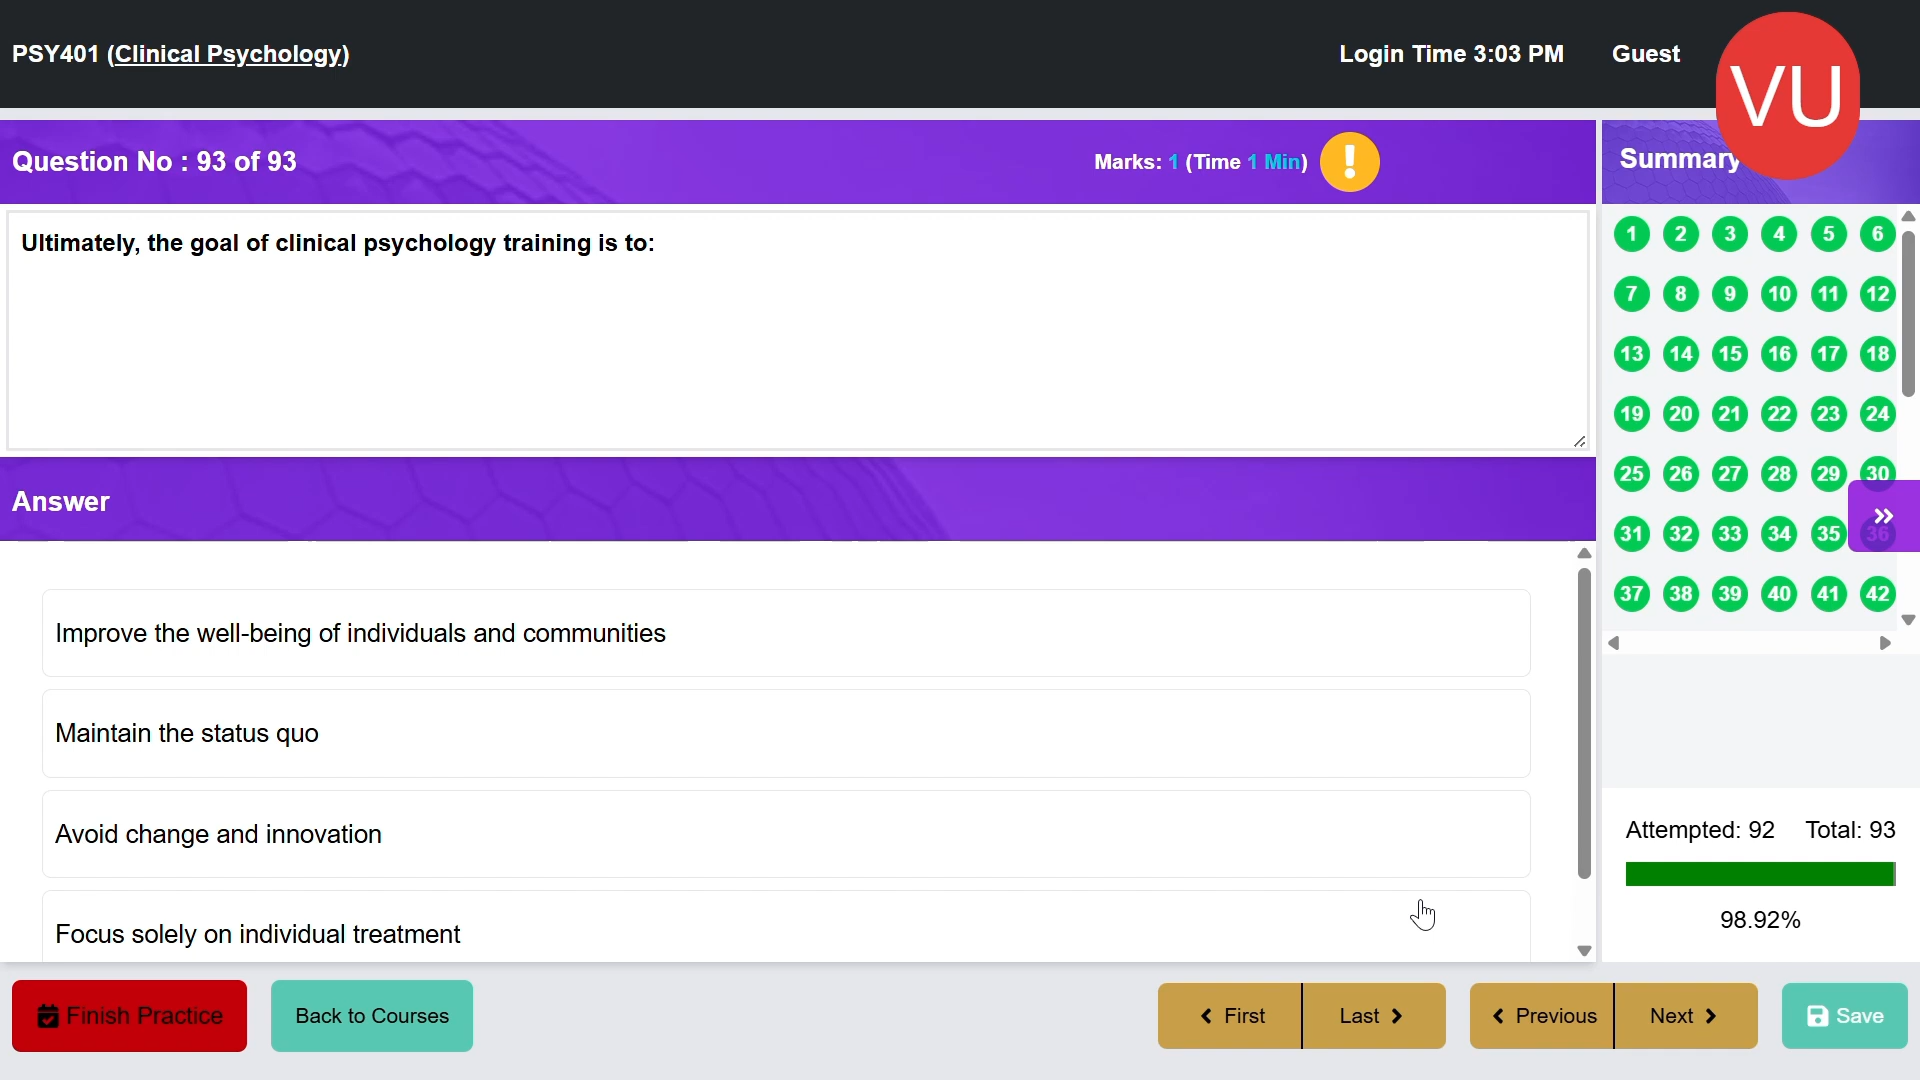 PSY401 (Clinical Psychology)
Login Time 3:03 PM
Guest
VU
Question No : 93 of 93
Marks: 1 (Time 1 Min)
!
Summary
Ultimately, the goal of clinical psychology training is to:
1 2 3 4 5 6
7 8 9 10 11 12
13 14 15 16 17 18
19 20 21 22 23 24
25 26 27 28 29 30
31 32 33 34 35 36
37 38 39 40 41 42
Answer
Improve the well-being of individuals and communities
Maintain the status quo
Avoid change and innovation
Focus solely on individual treatment
Attempted: 92 Total: 93
98.92%
Finish Practice
Back to Courses
First
Last
Previous
Next
Save